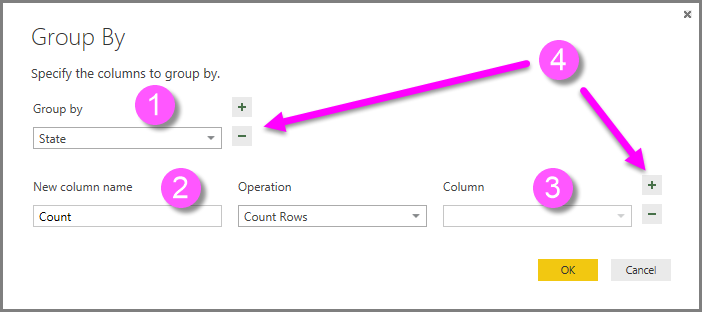 Group By
Specify the columns to group by.
4
Group by 1
State
New column name 2 Operation Column 3
Count Count Rows
OK Cancel